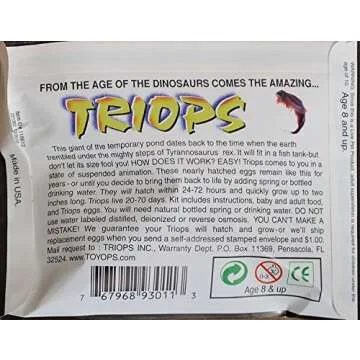 FROM THE AGE OF THE DINOSAURS COMES THE AMAZING...
TRIOPS
This giant of the temporary pond dates back to the time when the earth
trembled under the mighty steps of Tyrannosaurus rex. It will fit in a fish tank-but
don't let its size fool you! HOW DOES IT WORK? EASY! Triops comes to you in a
state of suspended animation. These nearly hatched eggs remain like this for
years - or until you decide to bring them back to life by adding spring or bottled
drinking water. They will hatch within 24-72 hours and quickly grow up to two
inches long. Triops live 20-70 days. Kit includes instructions, baby and adult food,
and Triops eggs. You will need natural bottled spring or drinking water. DO NOT
use water labeled distilled, deionized or reverse osmosis. YOU CAN'T MAKE A
MISTAKE! We guarantee your Triops will hatch and grow-or we'll ship
replacement eggs when you send a self-addressed stamped envelope and $1.00
Mail request to : TRIOPS INC., Warranty Dept. P.O. Box 11369, Pensacola, FL
32524. www.TOYOPS.com
7 67968 93011 3
0-3
CE
Age 8 & up
Made in USA
Age 8 and up